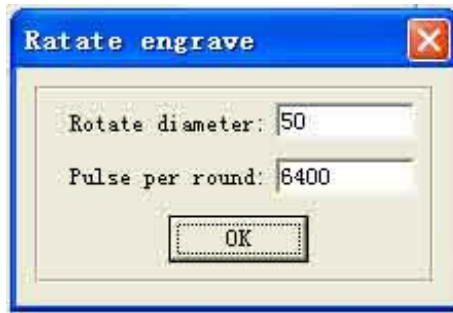 Ratate engrave
Rotate diameter: 50
Pulse per round: 6400
OK